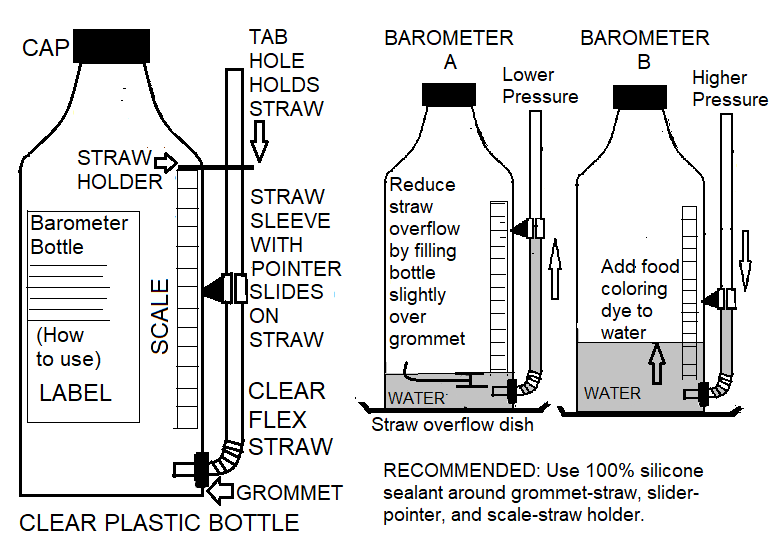 CAP
TAB
HOLE
HOLDS
STRAW
STRAW
HOLDER
Barometer
Bottle
(How
to use)
LABEL
SCALE
STRAW
SLEEVE
WITH
POINTER
SLIDES
ON
STRAW
CLEAR
FLEX
STRAW
GROMMET
CLEAR PLASTIC BOTTLE
BAROMETER
A
Lower
Pressure
Reduce
straw
overflow
by filling
bottle
slightly
over
grommet
WATER
Straw overflow dish
BAROMETER
B
Higher
Pressure
Add food
coloring
dye to
water
WATER
RECOMMENDED: Use 100% silicone
sealant around grommet-straw, slider-
pointer, and scale-straw holder.